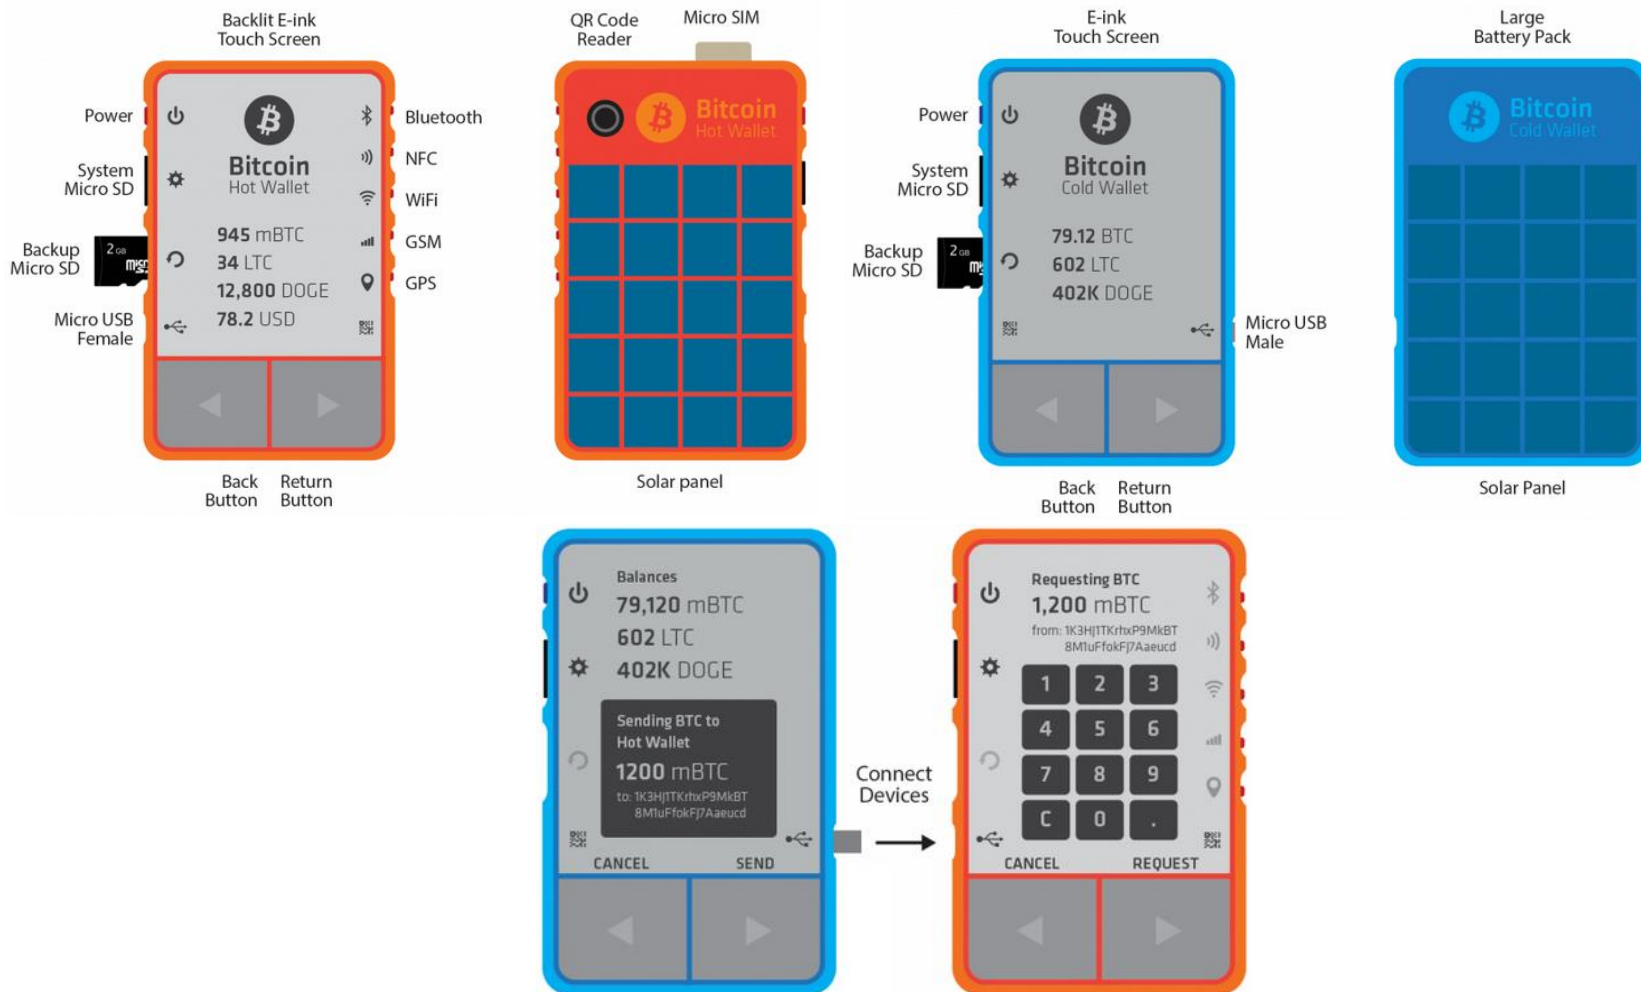 Backlit E-ink
Touch Screen
Power
System
Micro SD
Backup
Micro SD
Micro USB
Female
2 GB
Bitcoin
Hot Wallet
945 mBTC
34 LTC
12,800 DOGE
78.2 USD
Bluetooth
NFC
WiFi
GSM
GPS
Back
Button
Return
Button
QR Code
Reader
Micro SIM
Bitcoin
Hot Wallet
Solar panel
E-ink
Touch Screen
Power
System
Micro SD
Backup
Micro SD
2 GB
Bitcoin
Cold Wallet
79.12 BTC
602 LTC
402K DOGE
Micro USB
Male
Back
Button
Return
Button
Large
Battery Pack
Bitcoin
Cold Wallet
Solar Panel
Balances
79,120 mBTC
602 LTC
402K DOGE
Sending BTC to
Hot Wallet
1200 mBTC
to: 1K3HJ1TKrhxP9MkBT
8M1uFfokFJ7Aaeucd
CANCEL SEND
Connect
Devices
Requesting BTC
1,200 mBTC
from: 1K3HJ1TKrhxP9MkBT
8M1uFfokFJ7Aaeucd
1 2 3
4 5 6
7 8 9
C 0 .
CANCEL REQUEST